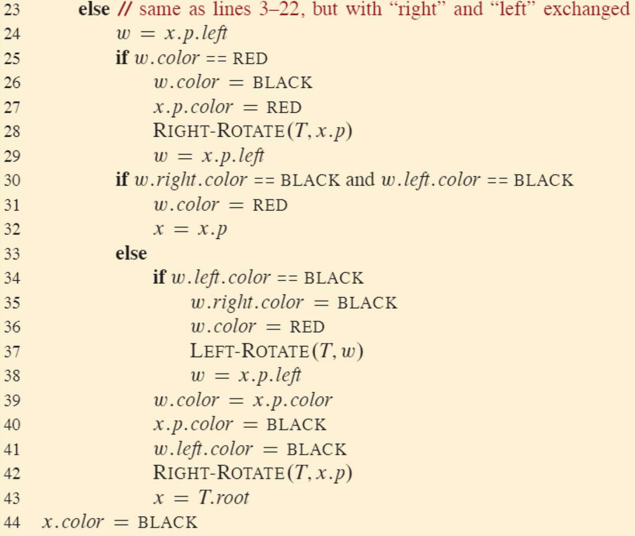 23 else // same as lines 3–22, but with “right” and “left” exchanged
24 w = x.p.left
25 if w.color == RED
26 w.color = BLACK
27 x.p.color = RED
28 RIGHT-ROTATE(T, x.p)
29 w = x.p.left
30 if w.right.color == BLACK and w.left.color == BLACK
31 w.color = RED
32 x = x.p
33 else
34 if w.left.color == BLACK
35 w.right.color = BLACK
36 w.color = RED
37 LEFT-ROTATE(T, w)
38 w = x.p.left
39 w.color = x.p.color
40 x.p.color = BLACK
41 w.left.color = BLACK
42 RIGHT-ROTATE(T, x.p)
43 x = T.root
44 x.color = BLACK